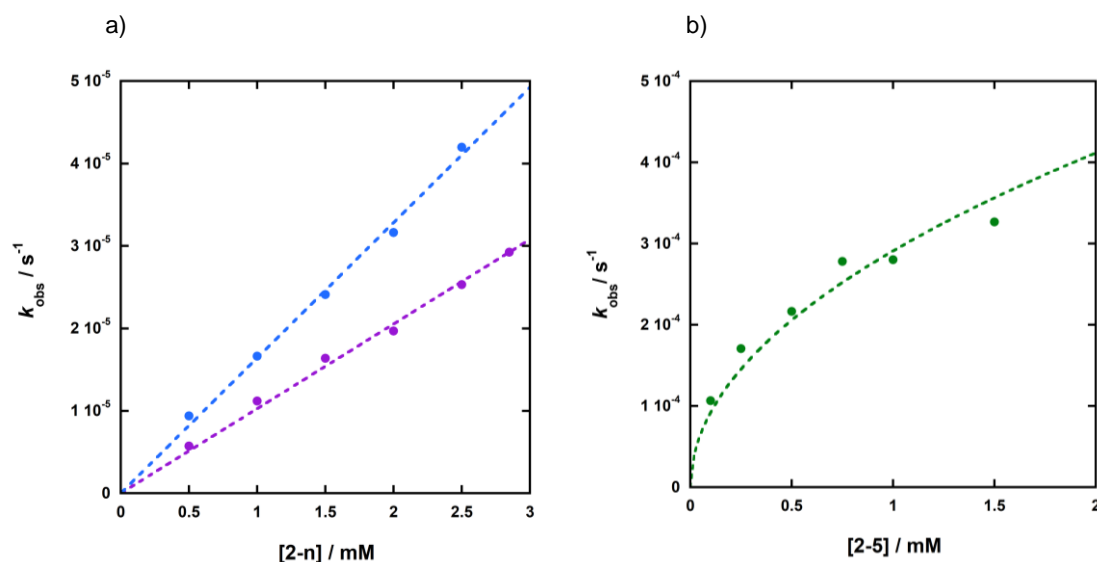 a)
b)
5 10⁻⁵
4 10⁻⁵
3 10⁻⁵
2 10⁻⁵
1 10⁻⁵
0
k_obs / s⁻¹
0 0.5 1 1.5 2 2.5 3
[2-n] / mM
5 10⁻⁴
4 10⁻⁴
3 10⁻⁴
2 10⁻⁴
1 10⁻⁴
0
k_obs / s⁻¹
0 0.5 1 1.5 2
[2-5] / mM